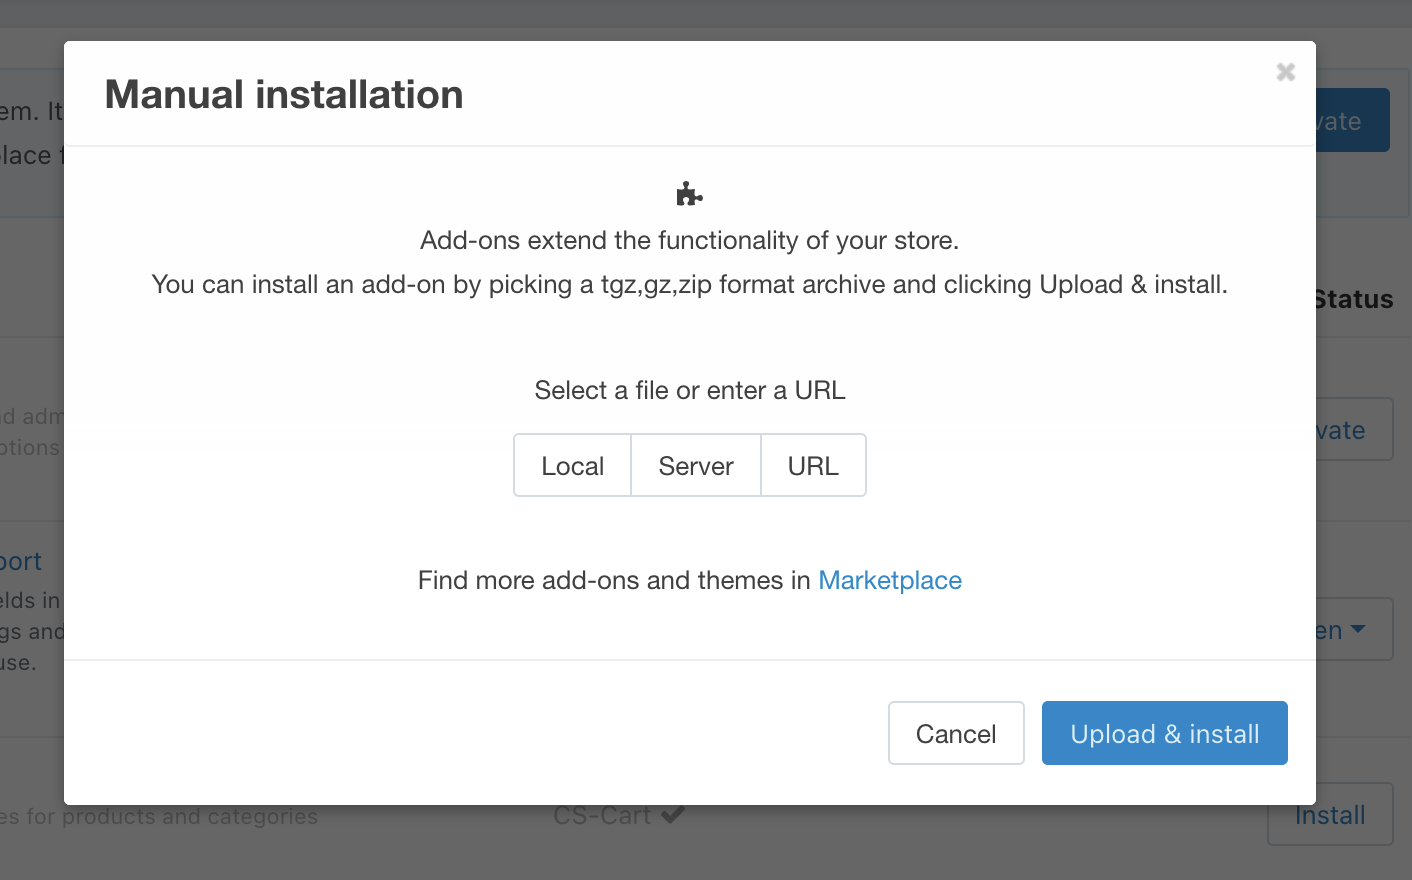 Manual installation
em. It
place f
vate
Add-ons extend the functionality of your store.
You can install an add-on by picking a tgz,gz,zip format archive and clicking Upload & install.
Status
Select a file or enter a URL
nd adm
otions
vate
Local
Server
URL
port
elds in
gs and
use.
en
Find more add-ons and themes in Marketplace
Cancel
Upload & install
es for products and categories
CS-Cart
Install